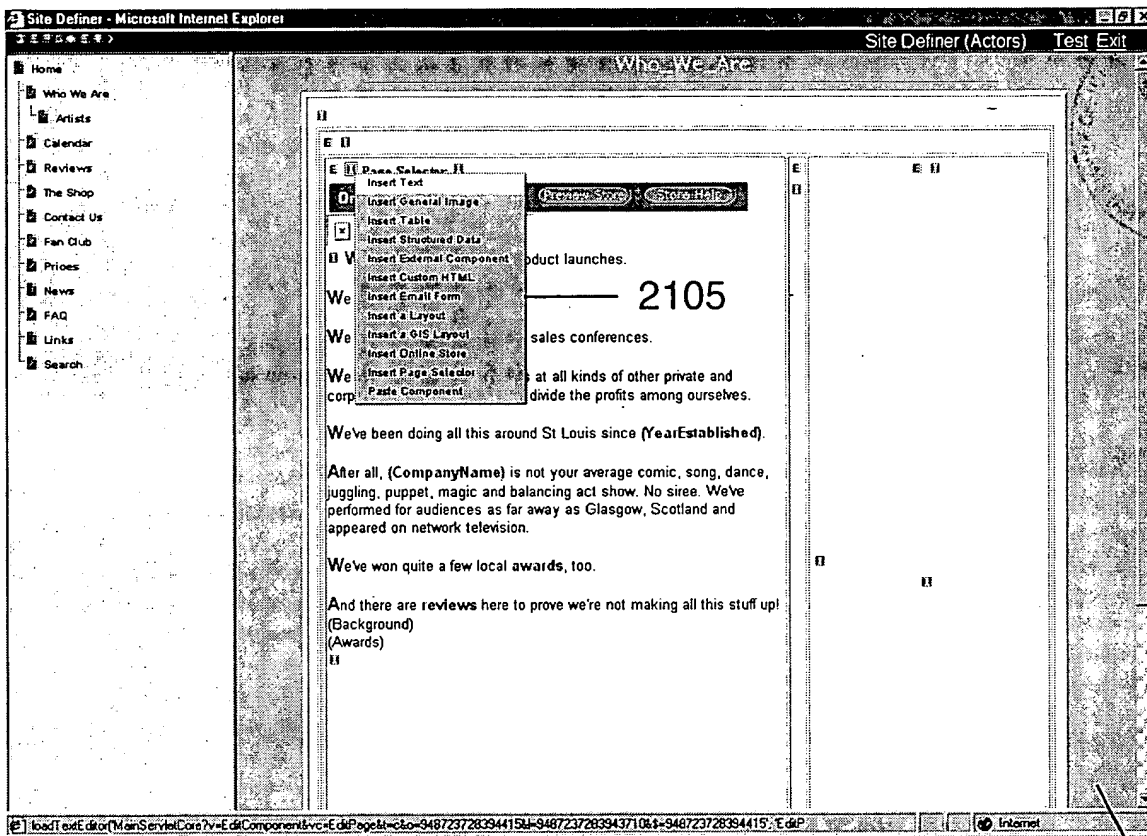 Site Definer - Microsoft Internet Explorer
Site Definer (Actors) Test Exit
Home
Who We Are
Artists
Calendar
Reviews
The Shop
Contact Us
Fan Club
Prices
News
FAQ
Links
Search
Who_We_Are
E
E Page Selector
E
E
Insert Text
Insert General Image
Insert Table
Insert Structured Data
Insert External Component
Insert Custom HTML
Insert Email Form
Insert a Layout
Insert a GIS Layout
Insert Online Store
Insert Page Selector
Paste Component
Preview Store Store Help
oduct launches.
We
2105
We sales conferences.
We at all kinds of other private and
corp divide the profits among ourselves.
We've been doing all this around St Louis since (YearEstablished).
After all, (CompanyName) is not your average comic, song, dance,
juggling, puppet, magic and balancing act show. No siree. We've
performed for audiences as far away as Glasgow, Scotland and
appeared on network television.
We've won quite a few local awards, too.
And there are reviews here to prove we're not making all this stuff up!
(Background)
(Awards)
Internet